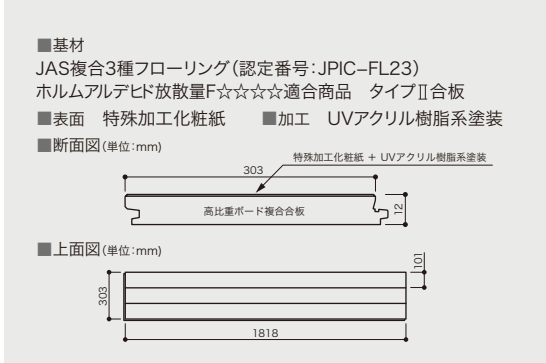 ■基材
JAS複合3種フローリング(認定番号:JPIC−FL23)
ホルムアルデヒド放散量F☆☆☆☆適合商品　タイプⅡ合板
■表面　特殊加工化粧紙　■加工　UVアクリル樹脂系塗装
■断面図(単位:mm)
特殊加工化粧紙 + UVアクリル樹脂系塗装
303
高比重ボード複合合板
12
■上面図(単位:mm)
101
303
1818